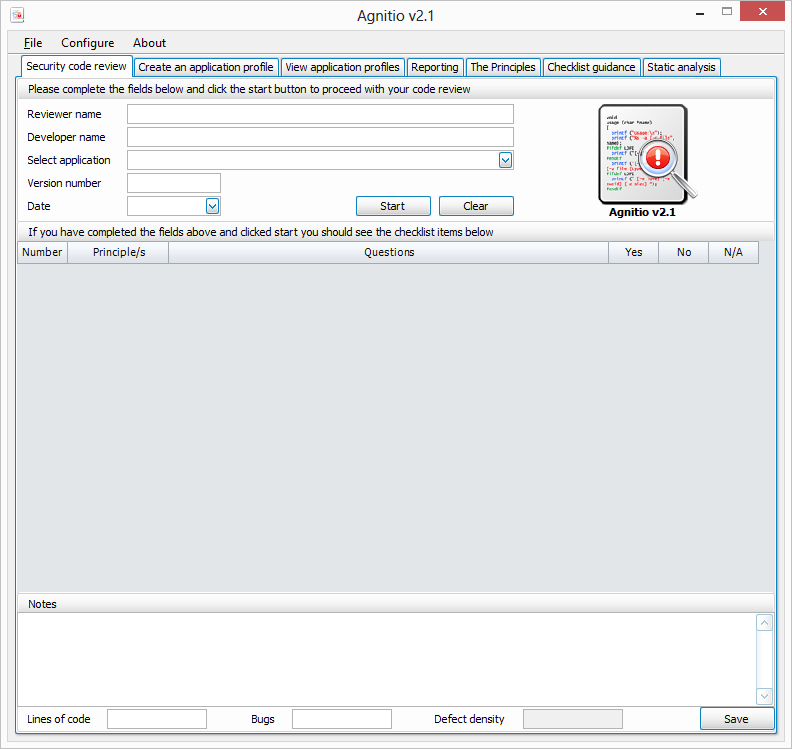 Agnitio v2.1
File Configure About
Security code review Create an application profile View application profiles Reporting The Principles Checklist guidance Static analysis
Please complete the fields below and click the start button to proceed with your code review
Reviewer name
Developer name
Select application
Version number
Date Start Clear
void
usage (char *name)
{
Agnitio v2.1
If you have completed the fields above and clicked start you should see the checklist items below
Number Principle/s Questions Yes No N/A
Notes
Lines of code Bugs Defect density Save